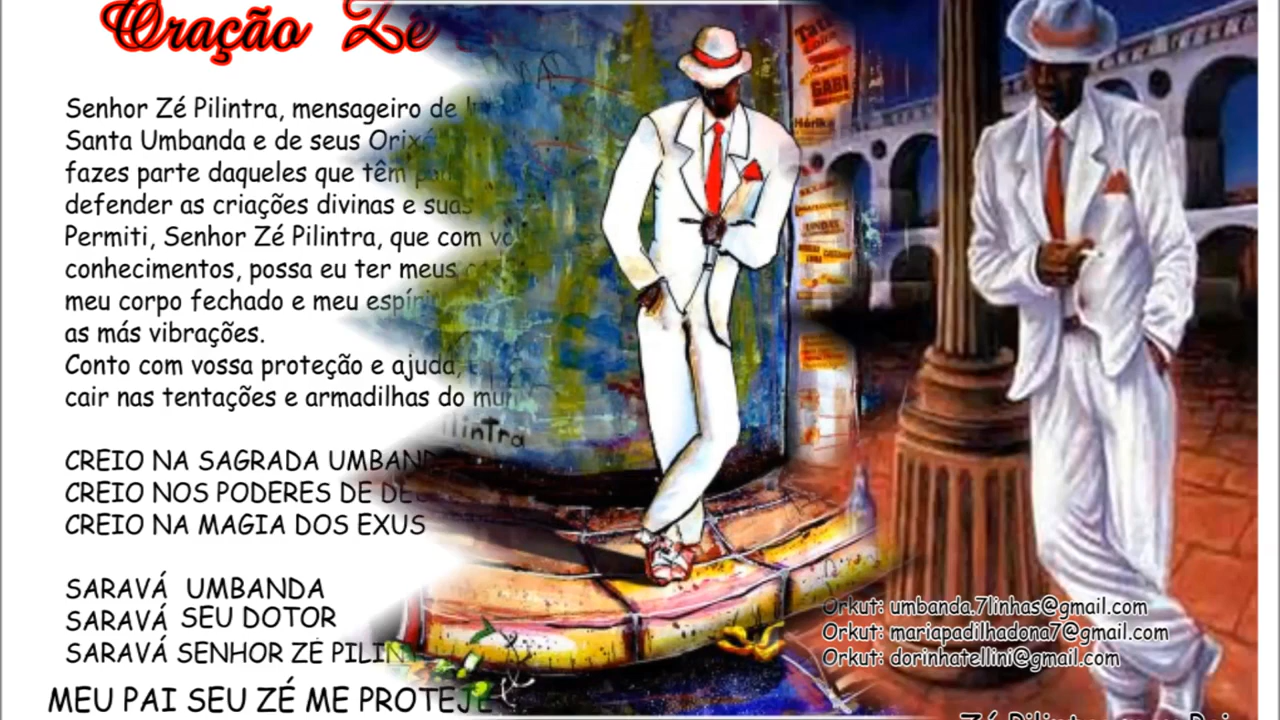 Oração Zé
Senhor Zé Pilintra, mensageiro de
Santa Umbanda e de seus
fazes parte daqueles que têm
defender as criações divinas e suas
Permiti, Senhor Zé Pilintra, que com
conhecimentos, possa eu ter meus
meu corpo fechado e meu
as más vibrações.
Conto com vossa proteção e ajuda,
cair nas tentações e armadilhas do
CREIO NA SAGRADA
CREIO NOS PODERES DE
CREIO NA MAGIA DOS EXUS
SARAVÁ UMBANDA
SARAVÁ SEU DOTOR
SARAVÁ SENHOR ZÉ
MEU PAI SEU ZÉ ME
Orkut: umbanda.7linhas@gmail.com
Orkut: mariapadilhadona7@gmail.com
Orkut: dorinhatellini@gmail.com